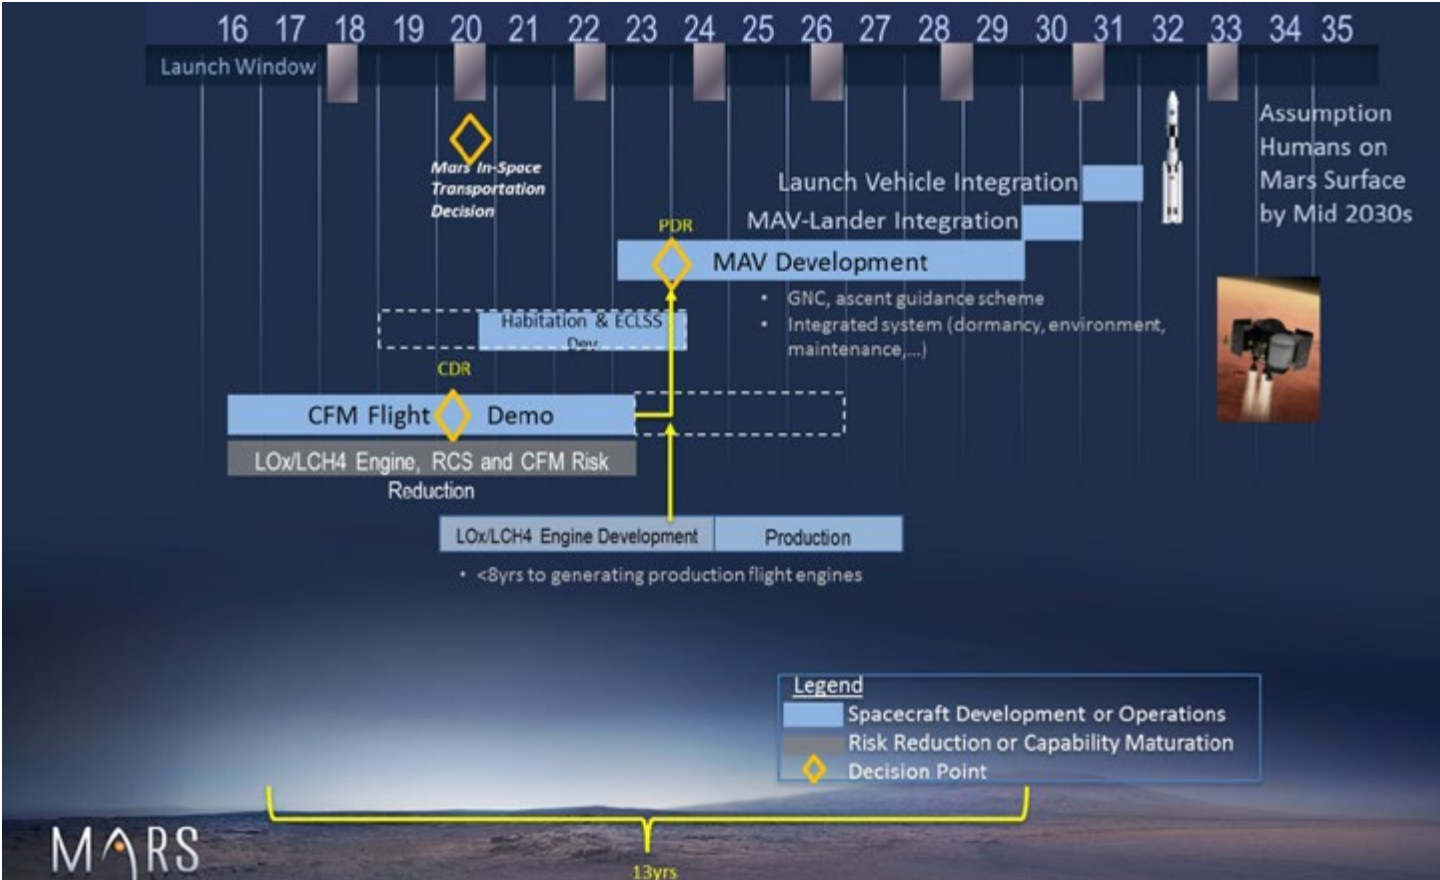 16 17 18 19 20 21 22 23 24 25 26 27 28 29 30 31 32 33 34 35
Launch Window
Mars In-Space
Transportation
Decision
Assumption
Humans on
Mars Surface
by Mid 2030s
Launch Vehicle Integration
MAV-Lander Integration
PDR
MAV Development
• GNC, ascent guidance scheme
• Integrated system (dormancy, environment,
maintenance,...)
Habitation & ECLSS
Dev
CDR
CFM Flight Demo
LOx/LCH4 Engine, RCS and CFM Risk
Reduction
LOx/LCH4 Engine Development
Production
• <8yrs to generating production flight engines
Legend
Spacecraft Development or Operations
Risk Reduction or Capability Maturation
Decision Point
MARS
13yrs